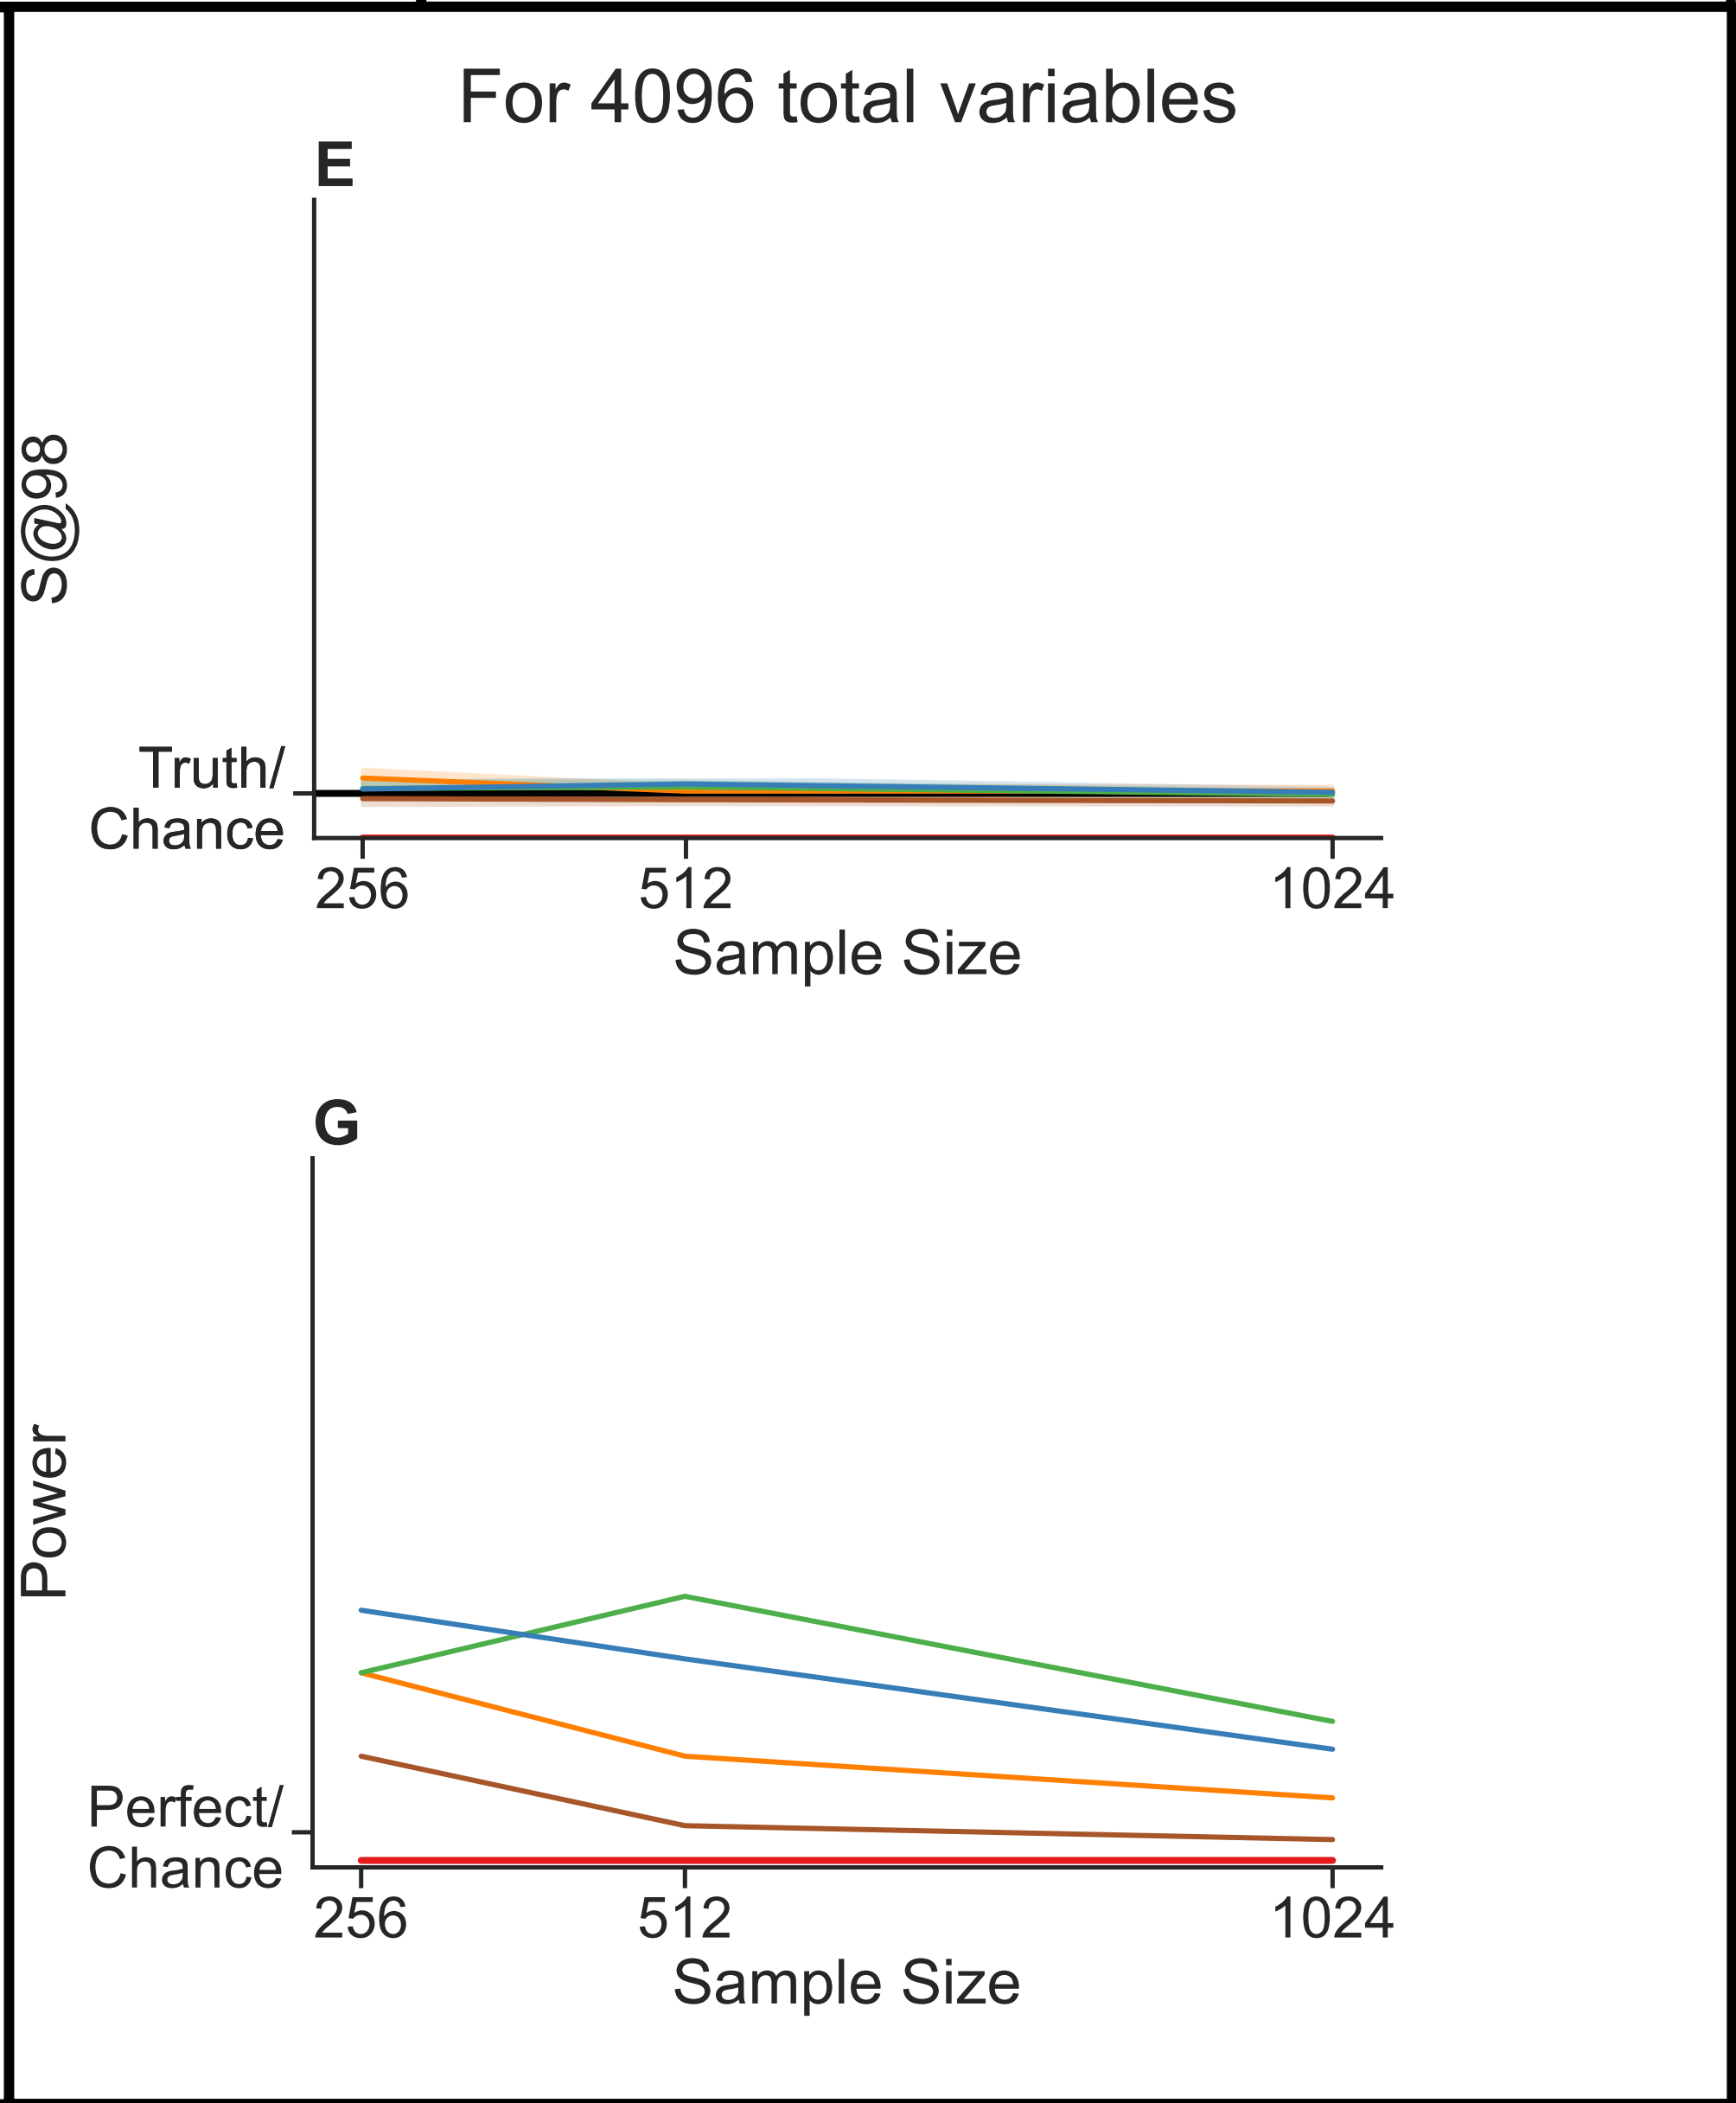 For 4096 total variables
E
S@98
Truth/
Chance
256 512 1024
Sample Size
G
Power
Perfect/
Chance
256 512 1024
Sample Size